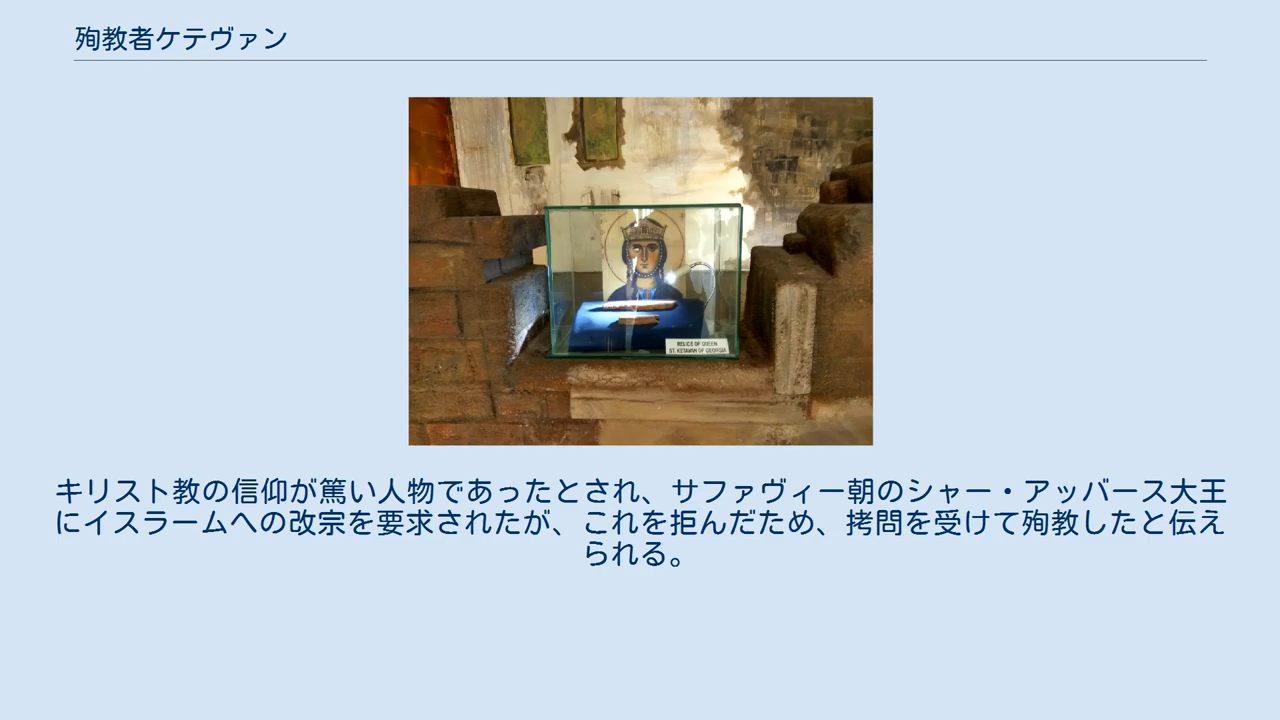 殉教者ケテヴァン
RELICS OF QUEEN
ST. KETAVAN OF GEORGIA
キリスト教の信仰が篤い人物であったとされ、サファヴィー朝のシャー・アッバース大王
にイスラームへの改宗を要求されたが、これを拒んだため、拷問を受けて殉教したと伝え
られる。